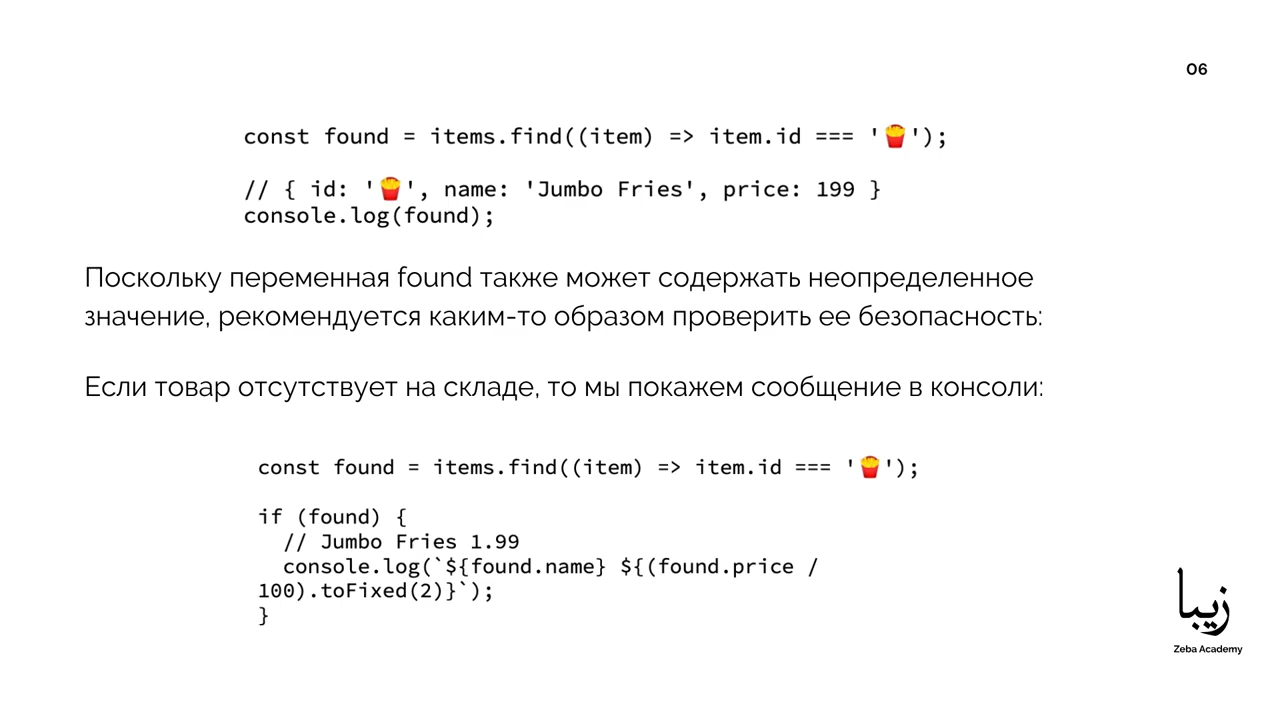 06
const found = items.find((item) => item.id === '🍟');
// { id: '🍟', name: 'Jumbo Fries', price: 199 }
console.log(found);
Поскольку переменная found также может содержать неопределенное
значение, рекомендуется каким-то образом проверить ее безопасность:
Если товар отсутствует на складе, то мы покажем сообщение в консоли:
const found = items.find((item) => item.id === '🍟');
if (found) {
  // Jumbo Fries 1.99
  console.log(`${found.name} ${(found.price /
100).toFixed(2)}`);
}
زيبا
Zeba Academy